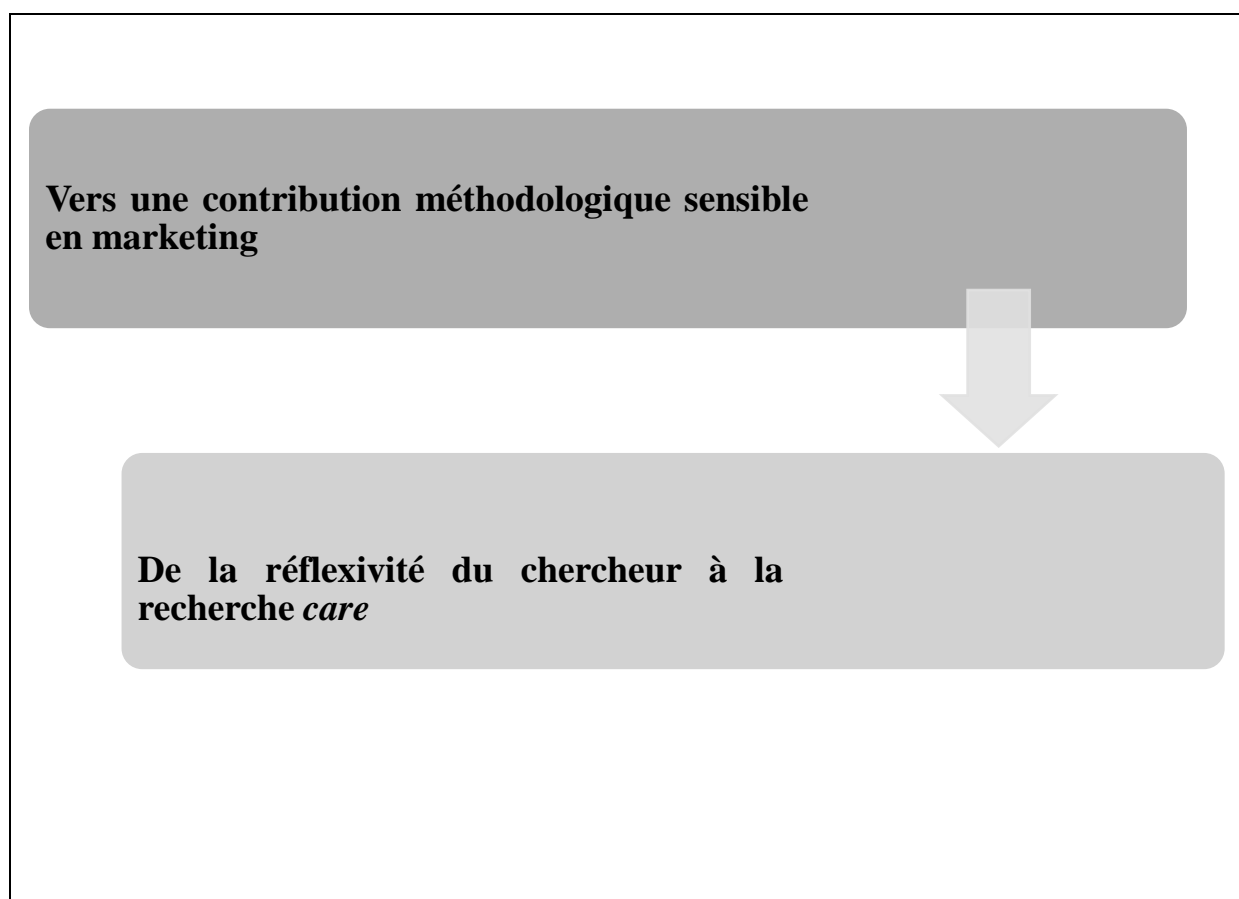 Vers une contribution méthodologique sensible
en marketing
De la réflexivité du chercheur à la
recherche care